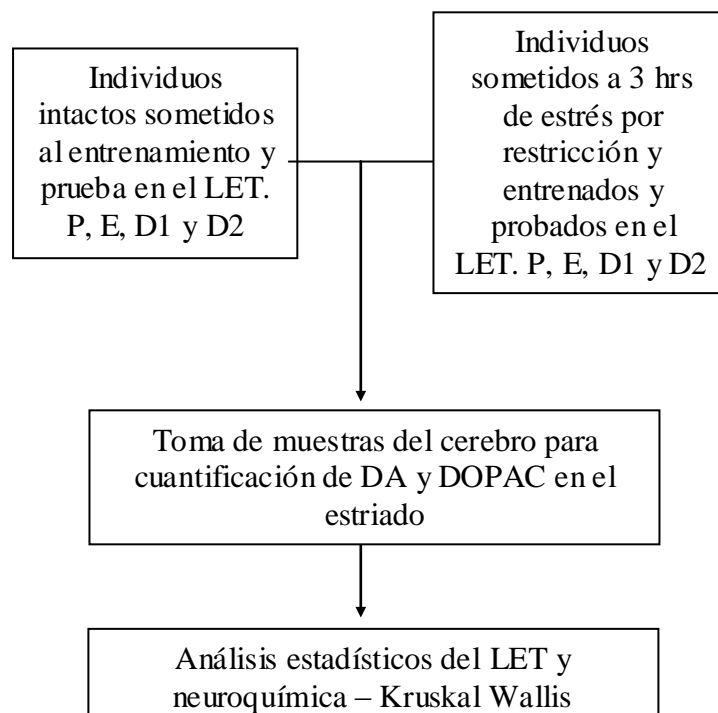 Individuos
intactos sometidos
al entrenamiento y
prueba en el LET.
P, E, D1 y D2
Individuos
sometidos a 3 hrs
de estrés por
restricción y
entrenados y
probados en el
LET. P, E, D1 y D2
Toma de muestras del cerebro para
cuantificación de DA y DOPAC en el
estriado
Análisis estadísticos del LET y
neuroquímica – Kruskal Wallis